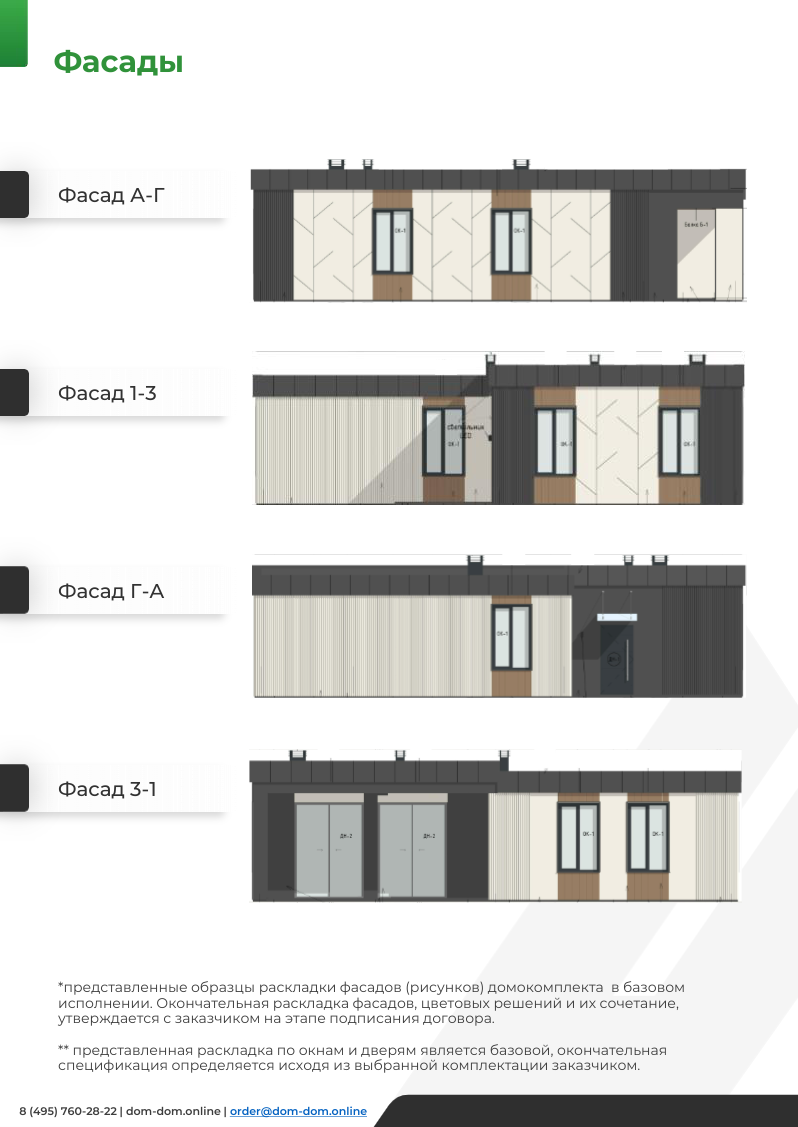 Фасады
Фасад А-Г
ОК-1
ОК-1
Фасад 1-3
Светильник
LED
ОК-1
ОК-1
ОК-1
Фасад Г-А
ОК-1
Фасад 3-1
ДН-2
ДН-2
ОК-1
ОК-1
*представленные образцы раскладки фасадов (рисунков) домокомплекта в базовом
исполнении. Окончательная раскладка фасадов, цветовых решений и их сочетание,
утверждается с заказчиком на этапе подписания договора.
** представленная раскладка по окнам и дверям является базовой, окончательная
спецификация определяется исходя из выбранной комплектации заказчиком.
8 (495) 760-28-22 | dom-dom.online | order@dom-dom.online